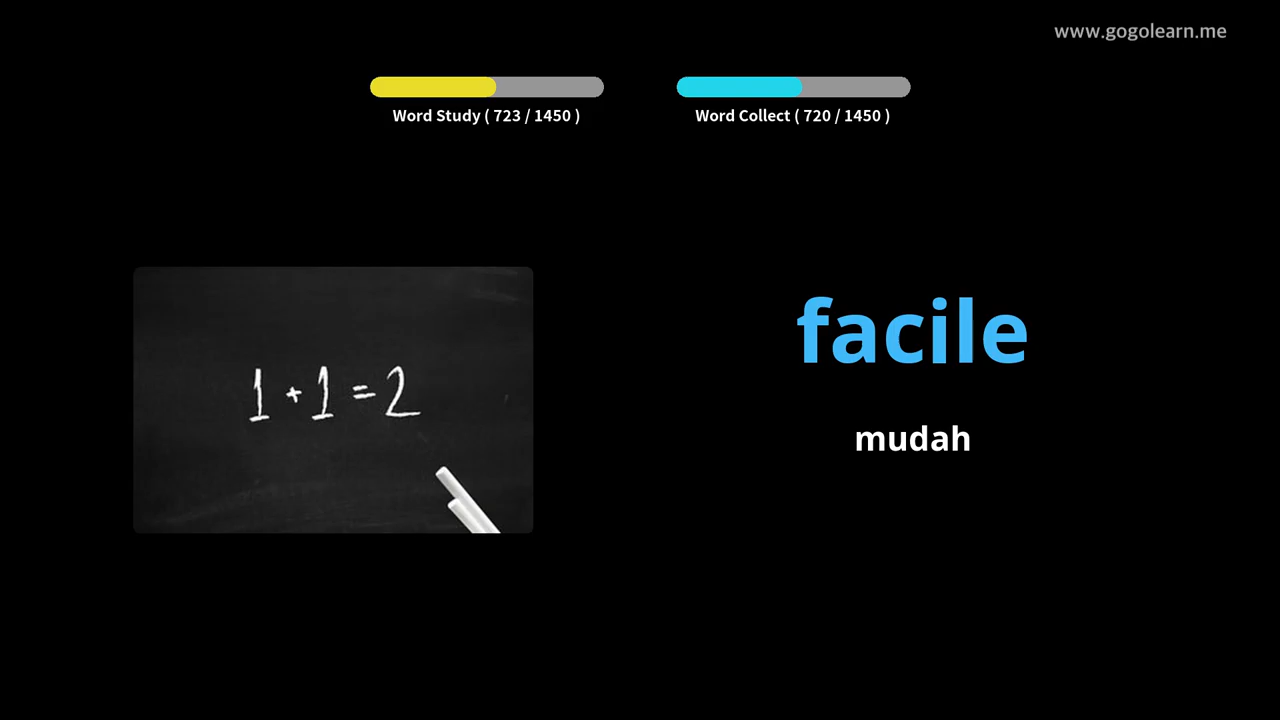 www.gogolearn.me
Word Study ( 723 / 1450 )
Word Collect ( 720 / 1450 )
1 + 1 = 2
facile
mudah